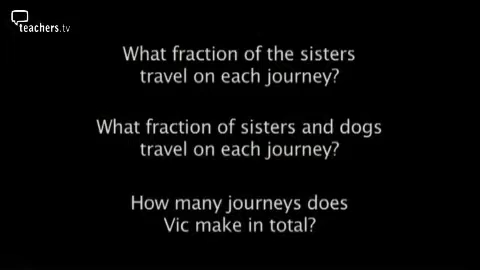 teachers.tv
What fraction of the sisters
travel on each journey?
What fraction of sisters and dogs
travel on each journey?
How many journeys does
Vic make in total?